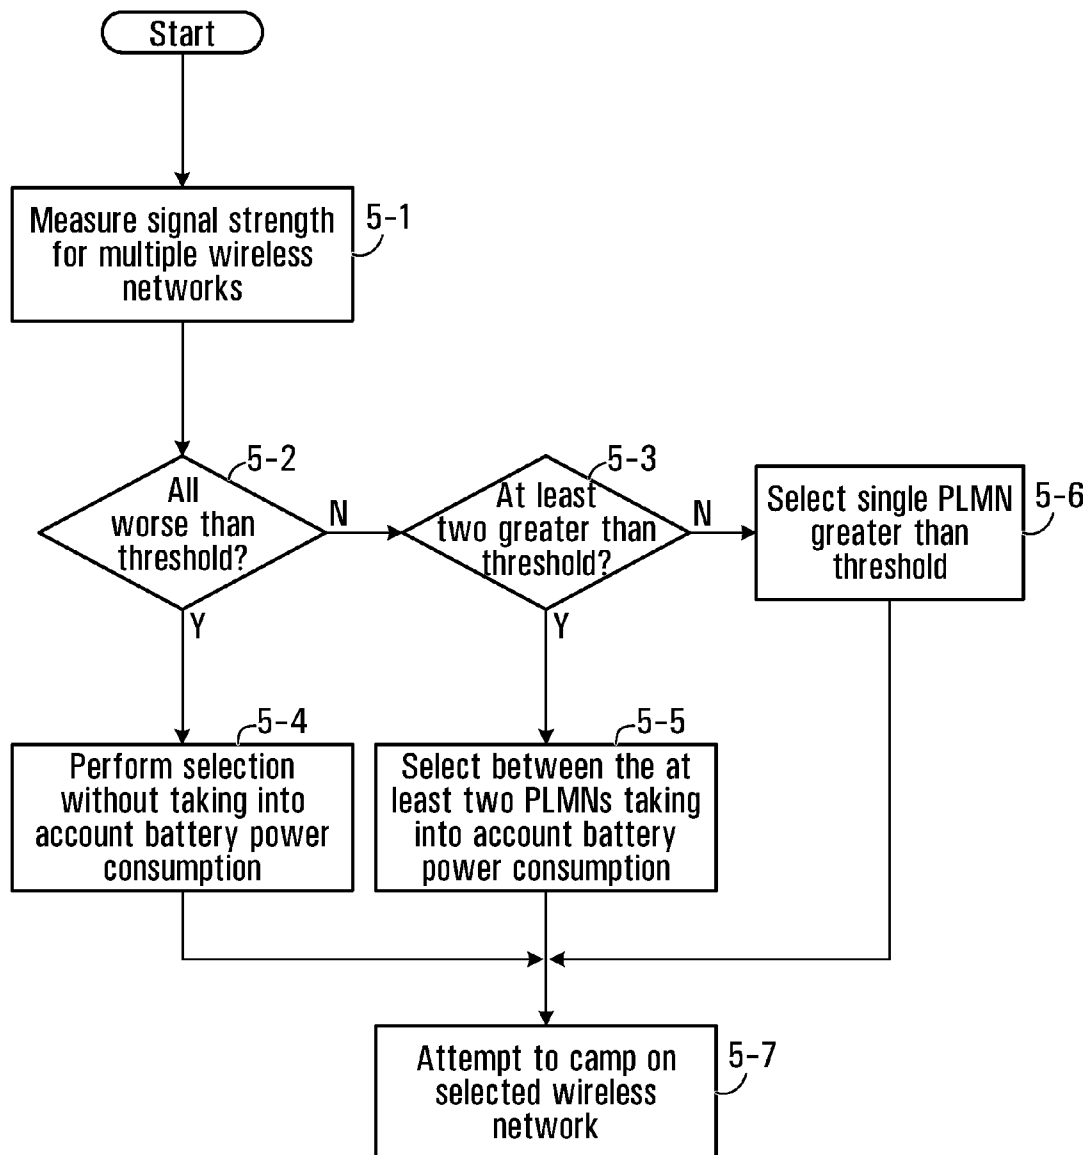 Start
Measure signal strength
for multiple wireless
networks
5-1
All
worse than
threshold?
5-2
N
Y
At least
two greater than
threshold?
5-3
N
Y
Select single PLMN
greater than
threshold
5-6
Perform selection
without taking into
account battery power
consumption
5-4
Select between the at
least two PLMNs taking
into account battery
power consumption
5-5
Attempt to camp on
selected wireless
network
5-7